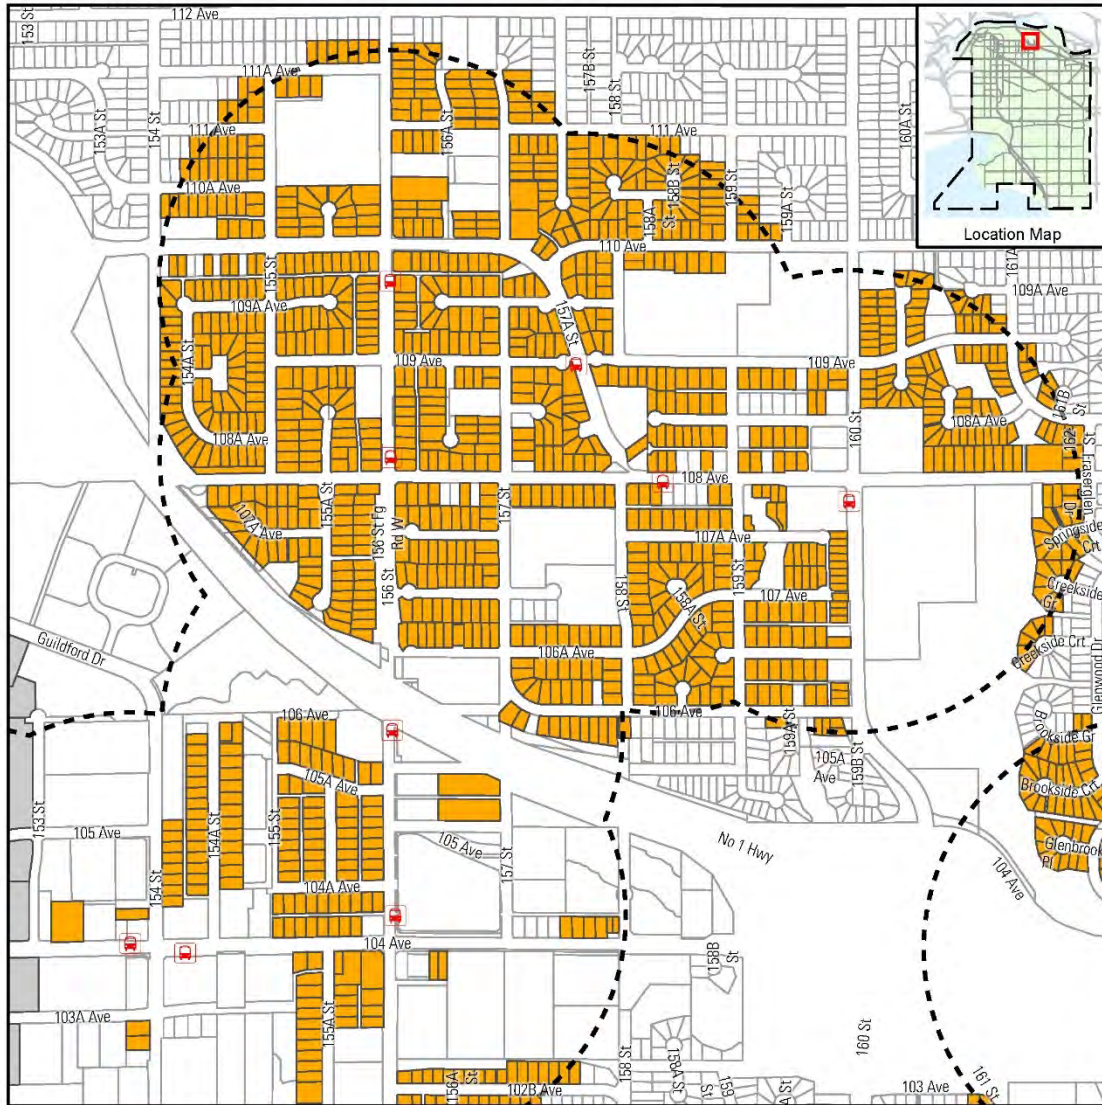 112 Ave
153 St
157B St
158 St
160A St
Location Map
111A Ave
153A St
154 St
111 Ave
156A St
111 Ave
110A Ave
158B St
159 St
159A St
158A
St
110 Ave
155 St
161A
109A Ave
109A Ave
157A St
154A St
109 Ave
109 Ave
160 St
161B
St
108A Ave
108A Ave
162
St
108 Ave
Fraserglen
Dr
107A Ave
155A St
156 St Fg
Rd W
157 St
107A Ave
Springside
Crt
159 St
156 St
158 St
158A St
107 Ave
Creekside
Gr
Guildford Dr
106A Ave
Creekside Crt
Glenwood Dr
106 Ave
106 Ave
159A St
Brookside Gr
105A Ave
105A
Ave
159B St
Brookside Crt
153 St
105 Ave
154A St
155 St
105 Ave
157 St
No 1 Hwy
Glenbrook
Pl
104A Ave
154 St
104 Ave
104 Ave
158B
St
103A Ave
155A St
160 St
156A
St
102B Ave
158 St
158A St
159
St
A St
103 Ave
161 St